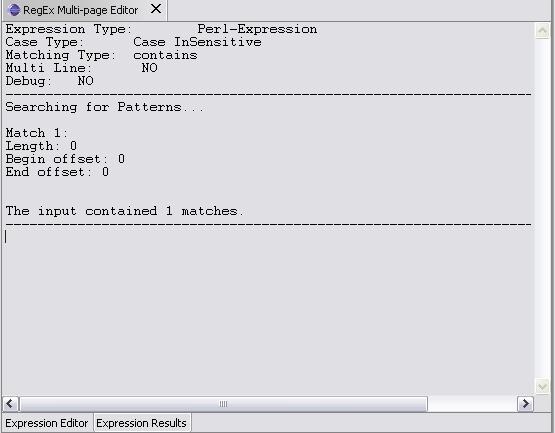 RegEx Multi-page Editor
Expression Type: Perl-Expression
Case Type: Case InSensitive
Matching Type: contains
Multi Line: NO
Debug: NO
------------------------------------------------------------------
Searching for Patterns...
Match 1:
Length: 0
Begin offset: 0
End offset: 0
The input contained 1 matches.
------------------------------------------------------------------
Expression Editor Expression Results